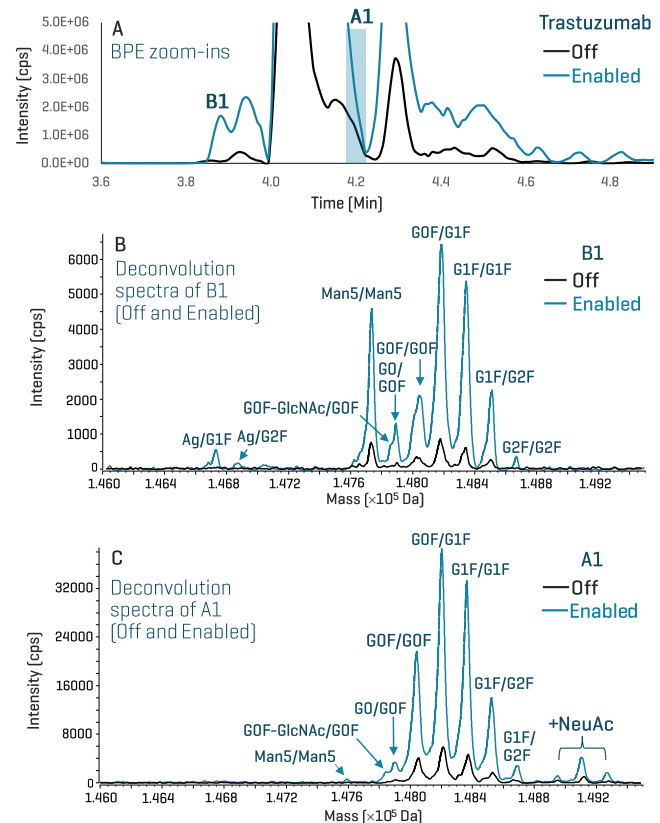 A
BPE zoom-ins
A1
Trastuzumab
Off
Enabled
B1
Intensity (cps)
5.0E+06
4.0E+06
3.0E+06
2.0E+06
1.0E+06
0.0E+00
3.6 3.8 4.0 4.2 4.4 4.6 4.8
Time (Min)
B
Deconvolution
spectra of B1
(Off and Enabled)
B1
Off
Enabled
Intensity (cps)
6000
5000
4000
3000
2000
1000
0
Ag/G1F
Ag/G2F
G0F-GlcNAc/G0F
Man5/Man5
G0/
G0F
G0F/G0F
G0F/G1F
G1F/G1F
G1F/G2F
G2F/G2F
1.460 1.464 1.468 1.472 1.476 1.480 1.484 1.488 1.492
Mass (×10⁵ Da)
C
Deconvolution
spectra of A1
(Off and Enabled)
A1
Off
Enabled
Intensity (cps)
32000
24000
16000
8000
0
Man5/Man5
G0F-GlcNAc/G0F
G0/G0F
G0F/G0F
G0F/G1F
G1F/G1F
G1F/G2F
G1F/
G2F
+NeuAc
1.460 1.464 1.468 1.472 1.476 1.480 1.484 1.488 1.492
Mass (×10⁵ Da)